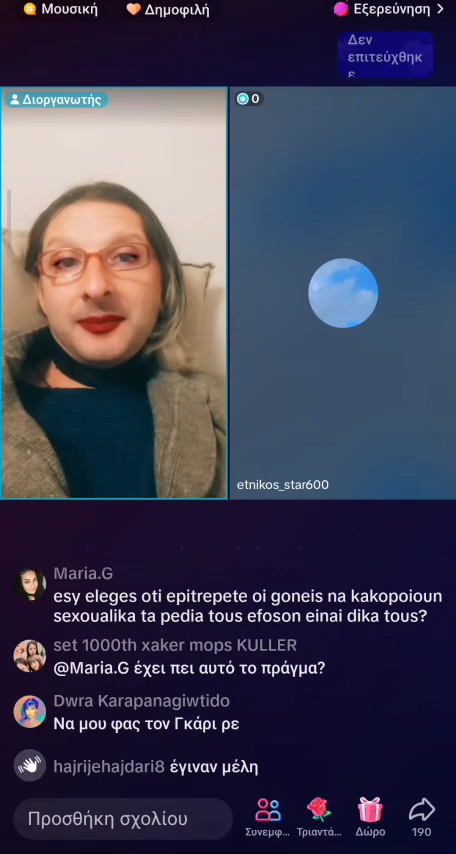 Μουσική
Δημοφιλή
Εξερεύνηση
Δεν
επιτεύχθηκ
ε
Διοργανωτής
0
etnikos_star600
Maria.G
esy eleges oti epitrepete oi goneis na kakopoioun
sexoualika ta pedia tous efoson einai dika tous?
set 1000th xaker mops KULLER
@Maria.G έχει πει αυτό το πράγμα?
Dwra Karapanagiwtido
Να μου φας τον Γκάρι ρε
hajrijehajdari8 έγιναν μέλη
Προσθήκη σχολίου
Συνεμφ...
Τριαντά...
Δώρο
190